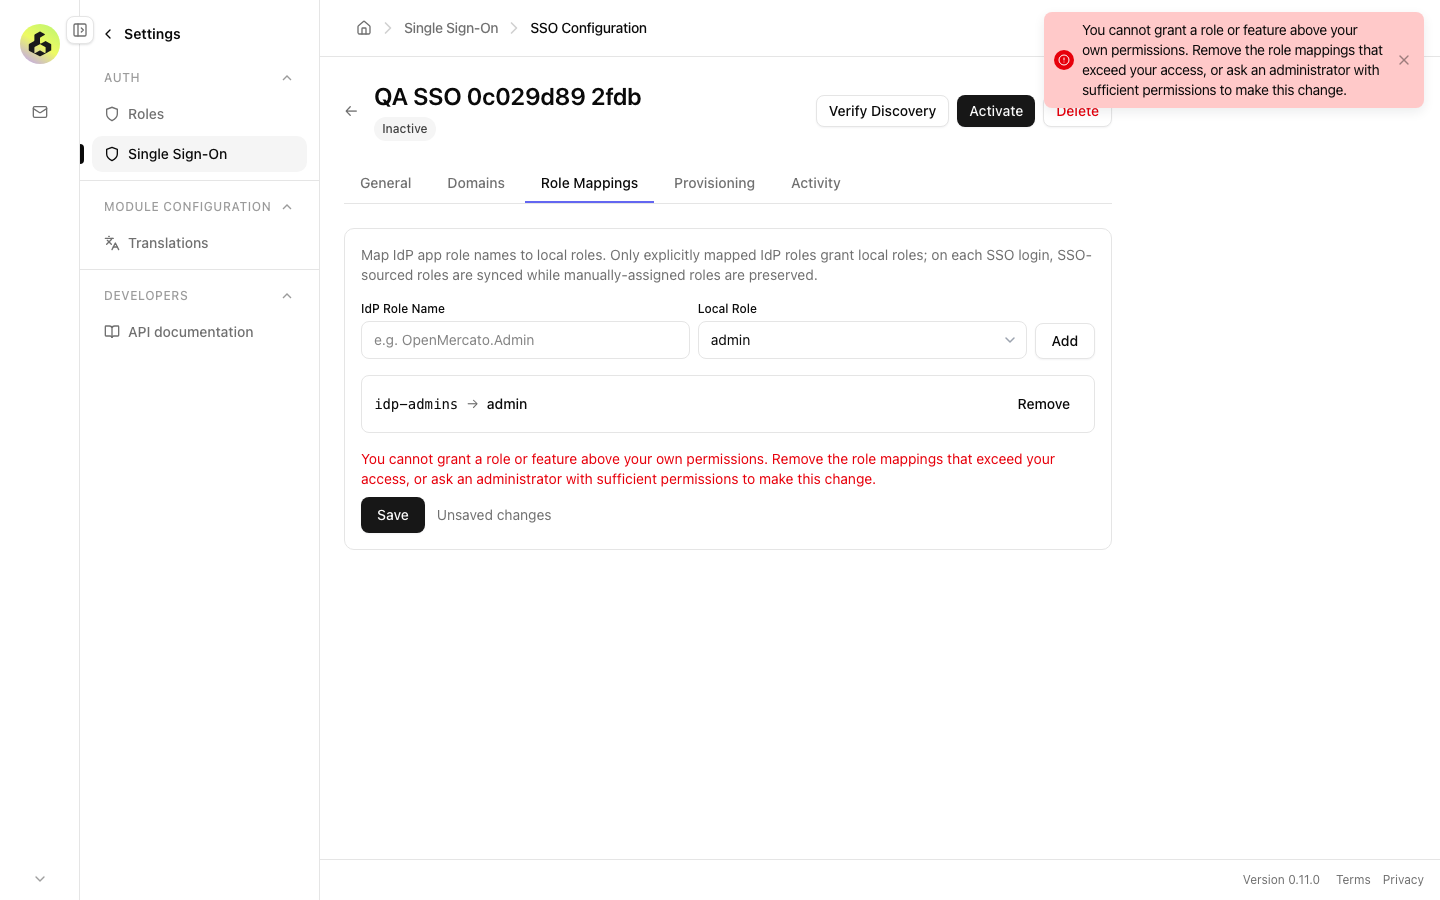 Settings
AUTH
Roles
Single Sign-On
MODULE CONFIGURATION
Translations
DEVELOPERS
API documentation
Single Sign-On
SSO Configuration
You cannot grant a role or feature above your
own permissions. Remove the role mappings that
exceed your access, or ask an administrator with
sufficient permissions to make this change.
QA SSO 0c029d89 2fdb
Inactive
Verify Discovery
Activate
Delete
General
Domains
Role Mappings
Provisioning
Activity
Map IdP app role names to local roles. Only explicitly mapped IdP roles grant local roles; on each SSO login, SSO-
sourced roles are synced while manually-assigned roles are preserved.
IdP Role Name
Local Role
e.g. OpenMercato.Admin
admin
Add
idp-admins → admin
Remove
You cannot grant a role or feature above your own permissions. Remove the role mappings that exceed your
access, or ask an administrator with sufficient permissions to make this change.
Save
Unsaved changes
Version 0.11.0
Terms
Privacy